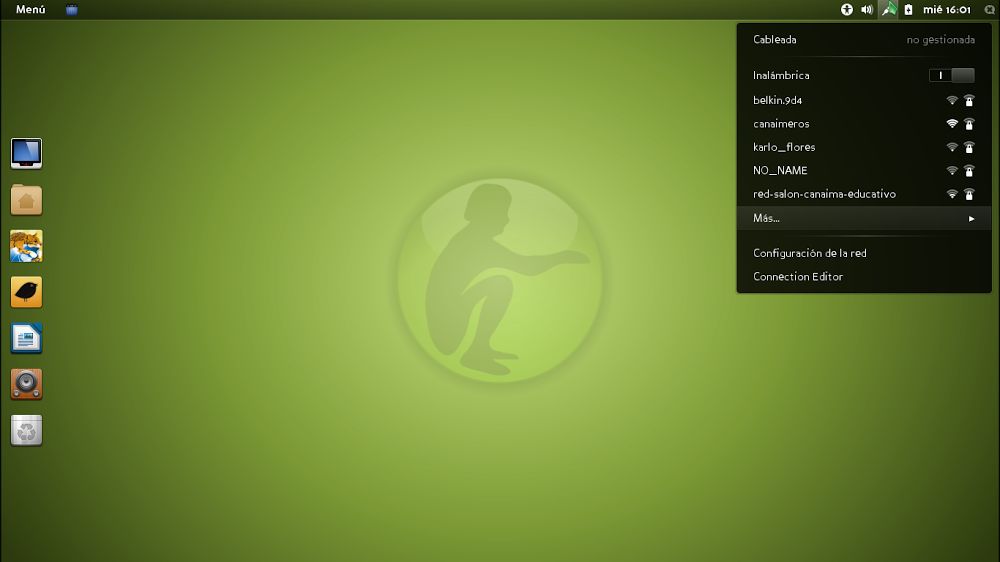 Menú
mié 16:01
Cableada no gestionada
Inalámbrica
belkin.9d4
canaimeros
karlo_flores
NO_NAME
red-salon-canaima-educativo
Más...
Configuración de la red
Connection Editor